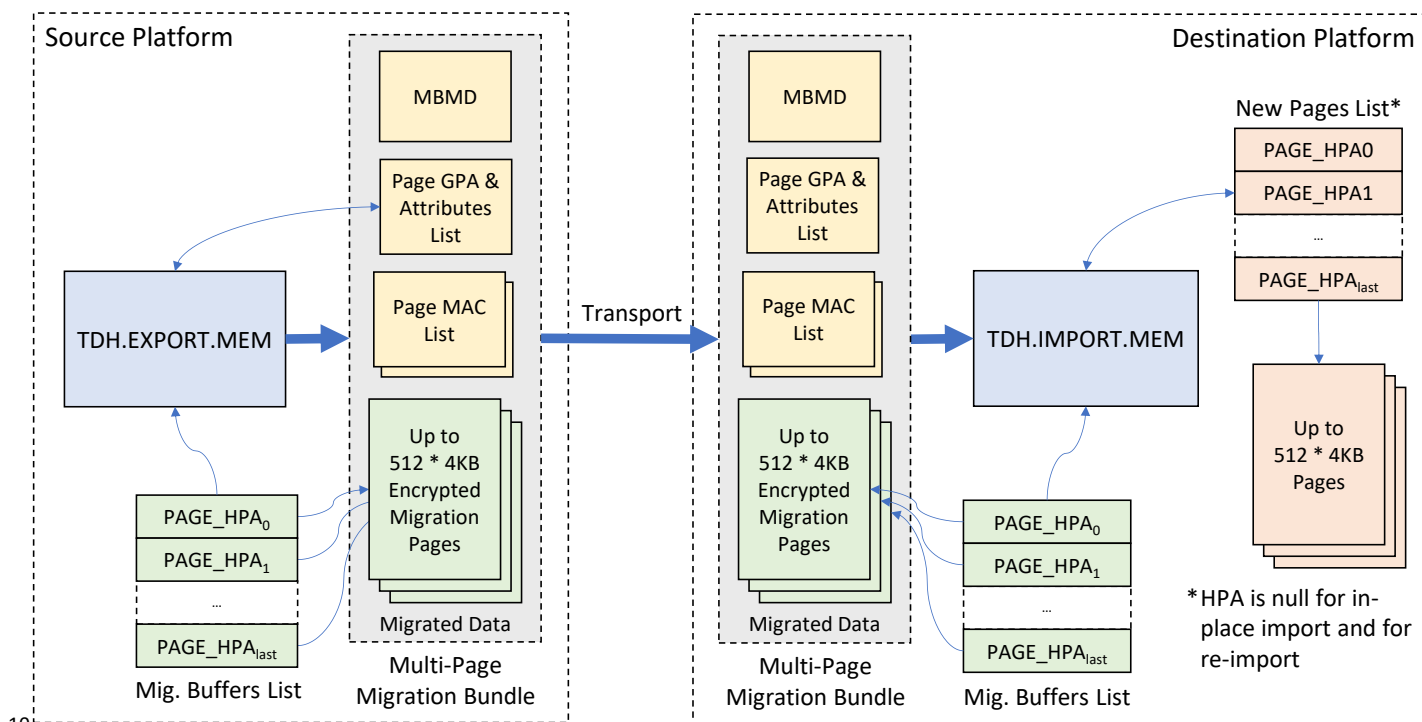 Source Platform
MBMD
Page GPA &
Attributes
List
Page MAC
List
TDH.EXPORT.MEM
Up to
512 * 4KB
Encrypted
Migration
Pages
PAGE_HPA0
PAGE_HPA1
...
PAGE_HPAlast
Mig. Buffers List
Migrated Data
Multi-Page
Migration Bundle
Transport
Destination Platform
MBMD
Page GPA &
Attributes
List
Page MAC
List
Up to
512 * 4KB
Encrypted
Migration
Pages
Migrated Data
Multi-Page
Migration Bundle
TDH.IMPORT.MEM
PAGE_HPA0
PAGE_HPA1
...
PAGE_HPAlast
Mig. Buffers List
New Pages List*
PAGE_HPA0
PAGE_HPA1
...
PAGE_HPAlast
Up to
512 * 4KB
Pages
*HPA is null for in-
place import and for
re-import